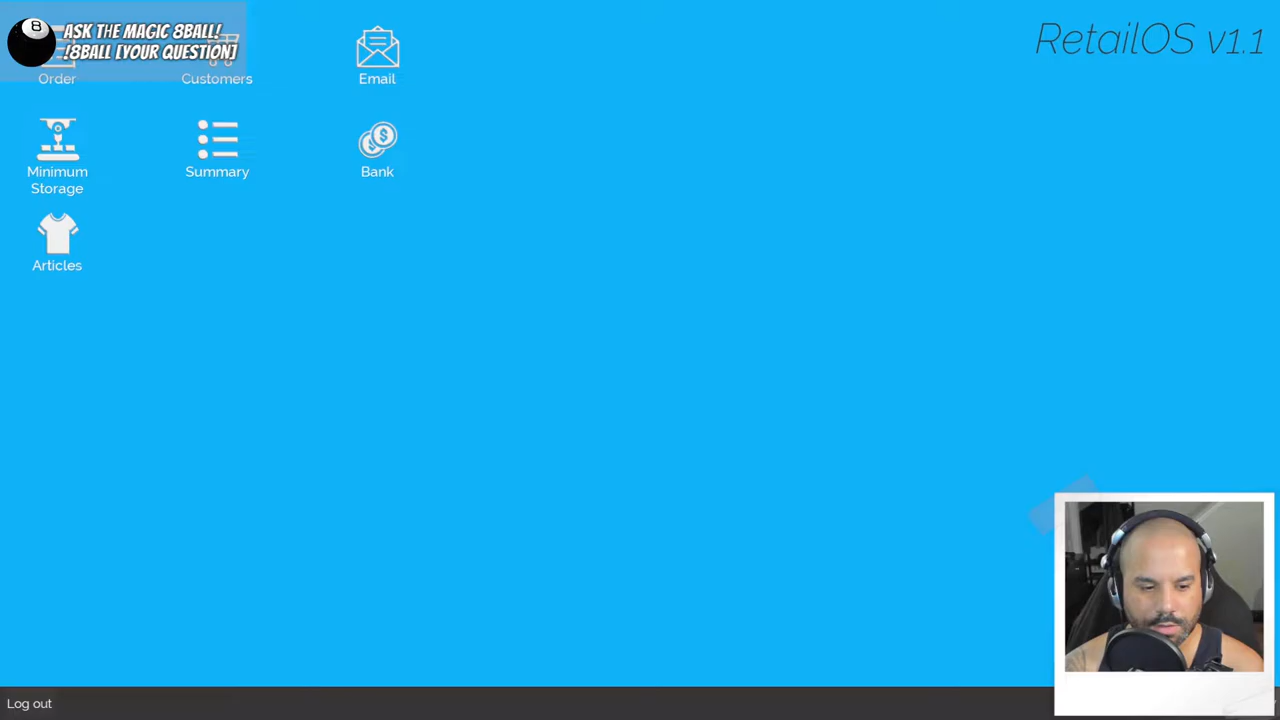 8
ASK THE MAGIC 8BALL!
!8BALL [YOUR QUESTION]
RetailOS v1.1
Order
Customers
Email
Minimum
Storage
Summary
Bank
Articles
Log out